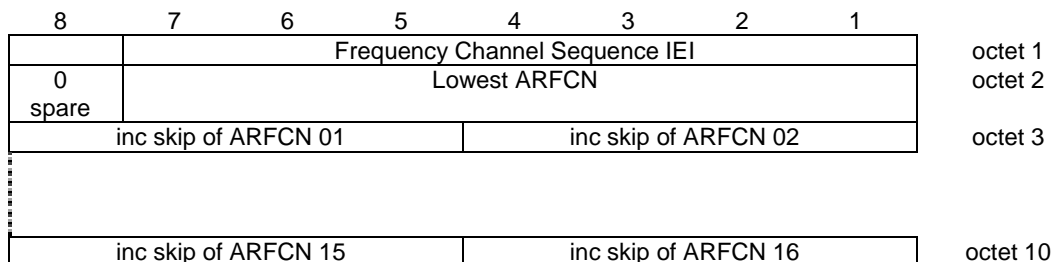 8 7 6 5 4 3 2 1
Frequency Channel Sequence IEI octet 1
0 Lowest ARFCN octet 2
spare
inc skip of ARFCN 01 inc skip of ARFCN 02 octet 3
inc skip of ARFCN 15 inc skip of ARFCN 16 octet 10